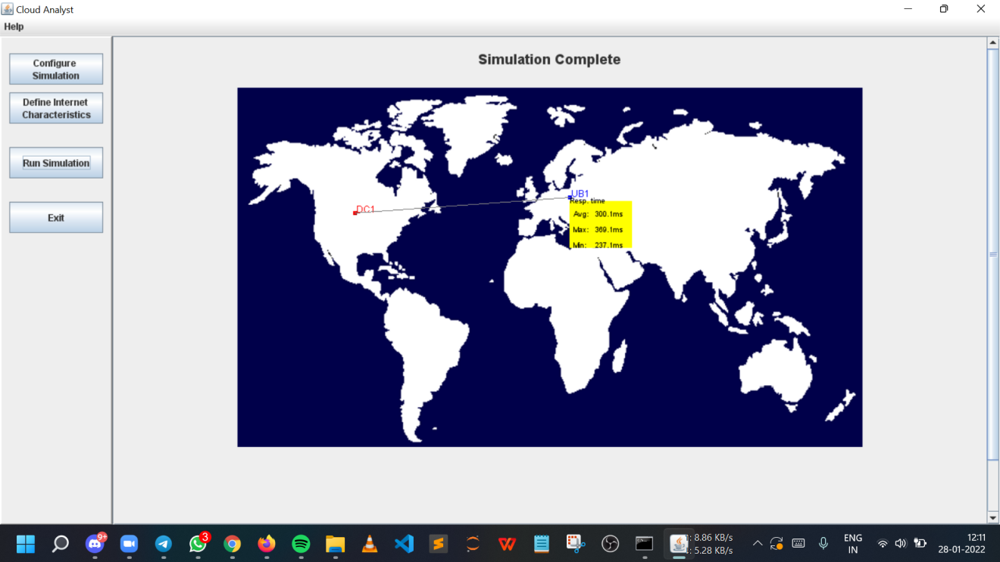 Cloud Analyst
Help
Configure
Simulation
Define Internet
Characteristics
Run Simulation
Exit
Simulation Complete
DC1
UB1
Resp. time
Avg: 300.1ms
Max: 369.1ms
Min: 237.1ms
9+
3
: 8.86 KB/s
: 5.28 KB/s
ENG
IN
12:11
28-01-2022